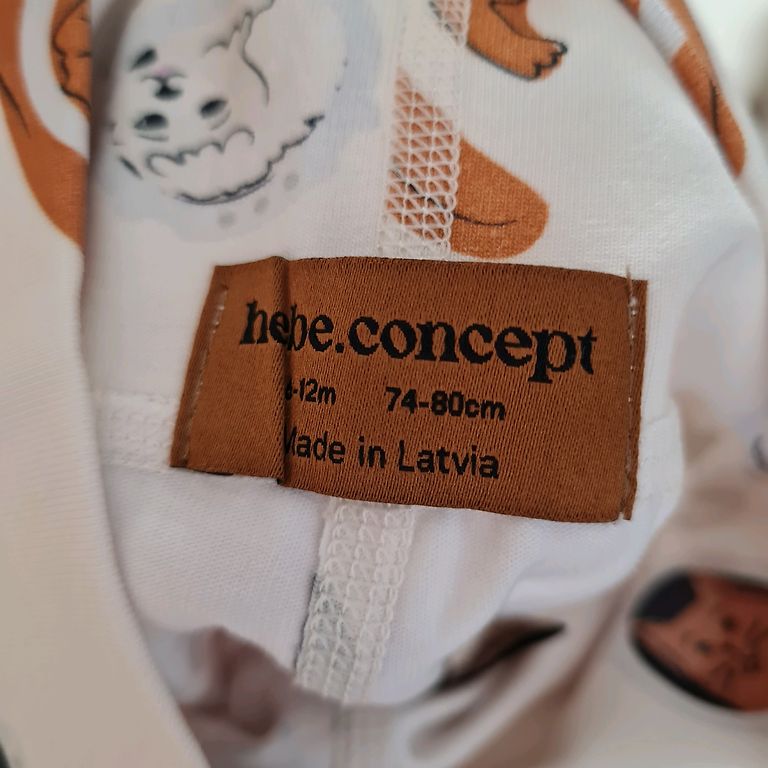 hebe.concept
6-12m 74-80cm
Made in Latvia